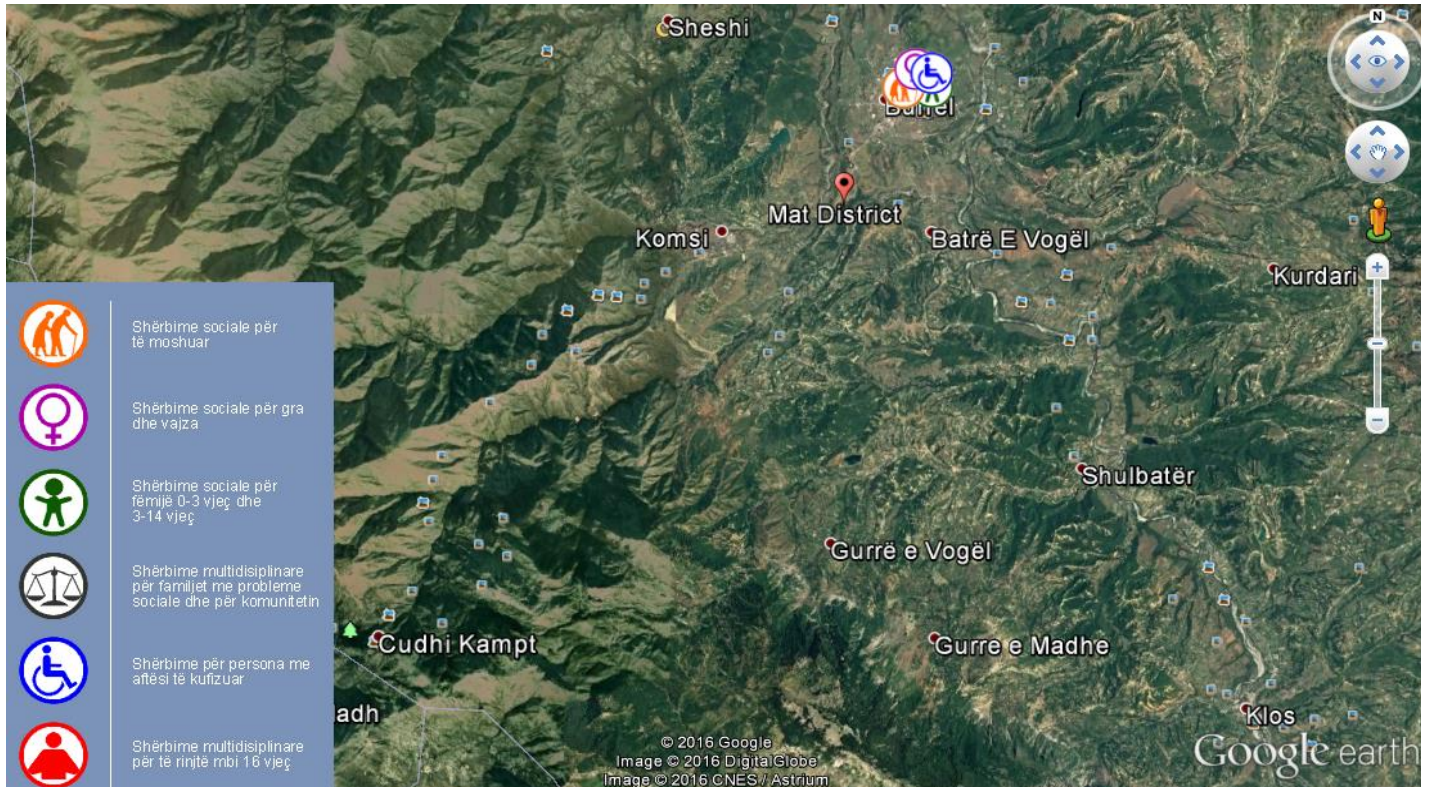 Sheshi
N
Burrel
Mat District
Komsi
Batrë E Vogël
Kurdari
Shërbime sociale për
të moshuar
Shërbime sociale për gra
dhe vajza
Shërbime sociale për
fëmijë 0-3 vjeç dhe
3-14 vjeç
Shërbime multidisiplinare
për familjet me probleme
sociale dhe për komunitetin
Shërbime për persona me
aftësi të kufizuar
Shërbime multidisiplinare
për të rinjtë mbi 16 vjeç
Shulbatër
Gurrë e Vogël
Cudhi Kampt
Gurre e Madhe
adh
Klos
© 2016 Google
Image © 2016 DigitalGlobe
Image © 2016 CNES / Astrium
Google earth